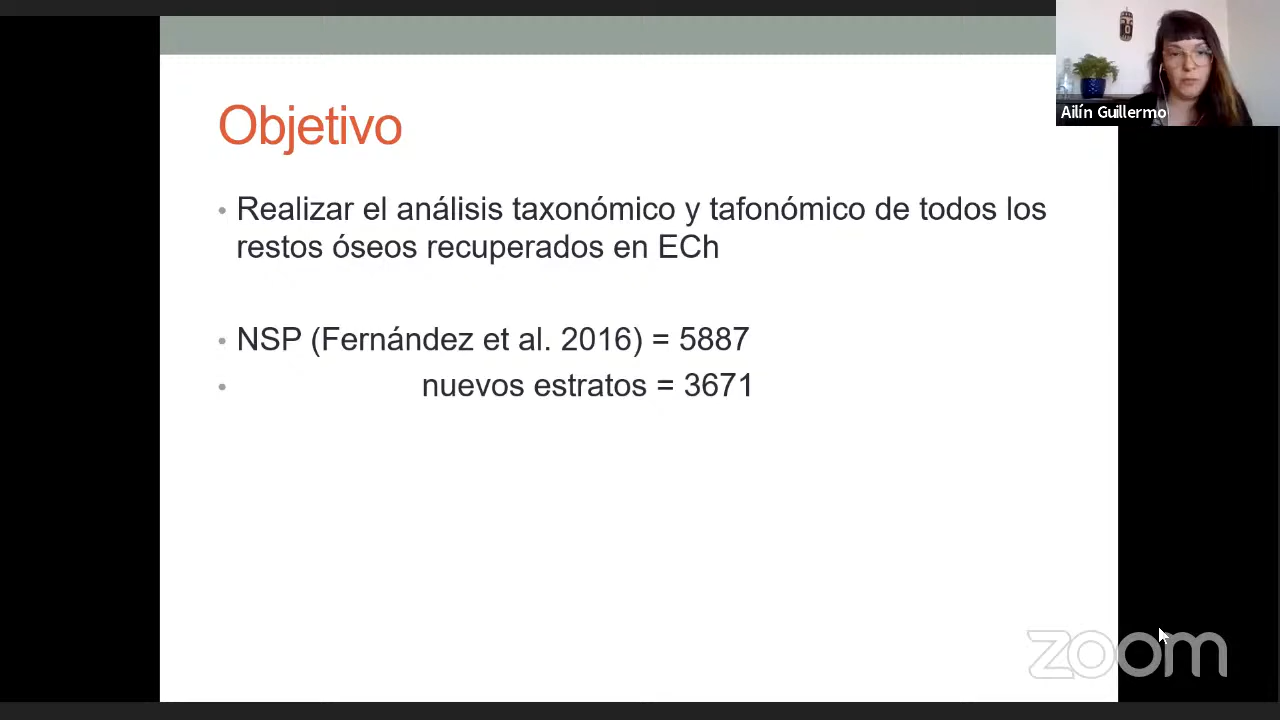 Objetivo
• Realizar el análisis taxonómico y tafonómico de todos los
restos óseos recuperados en ECh
• NSP (Fernández et al. 2016) = 5887
• nuevos estratos = 3671
Ailín Guillermo
zoom